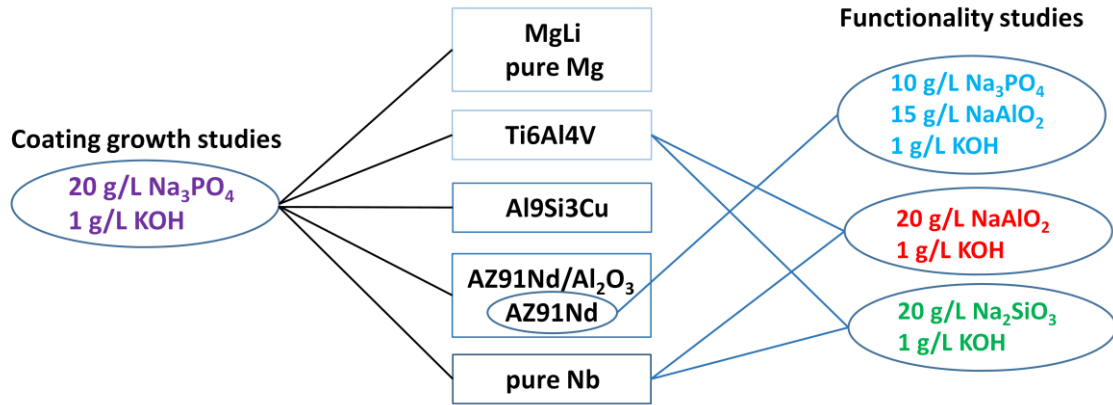 Coating growth studies
20 g/L Na₃PO₄
1 g/L KOH
MgLi
pure Mg
Ti6Al4V
Al9Si3Cu
AZ91Nd/Al₂O₃
AZ91Nd
pure Nb
Functionality studies
10 g/L Na₃PO₄
15 g/L NaAlO₂
1 g/L KOH
20 g/L NaAlO₂
1 g/L KOH
20 g/L Na₂SiO₃
1 g/L KOH